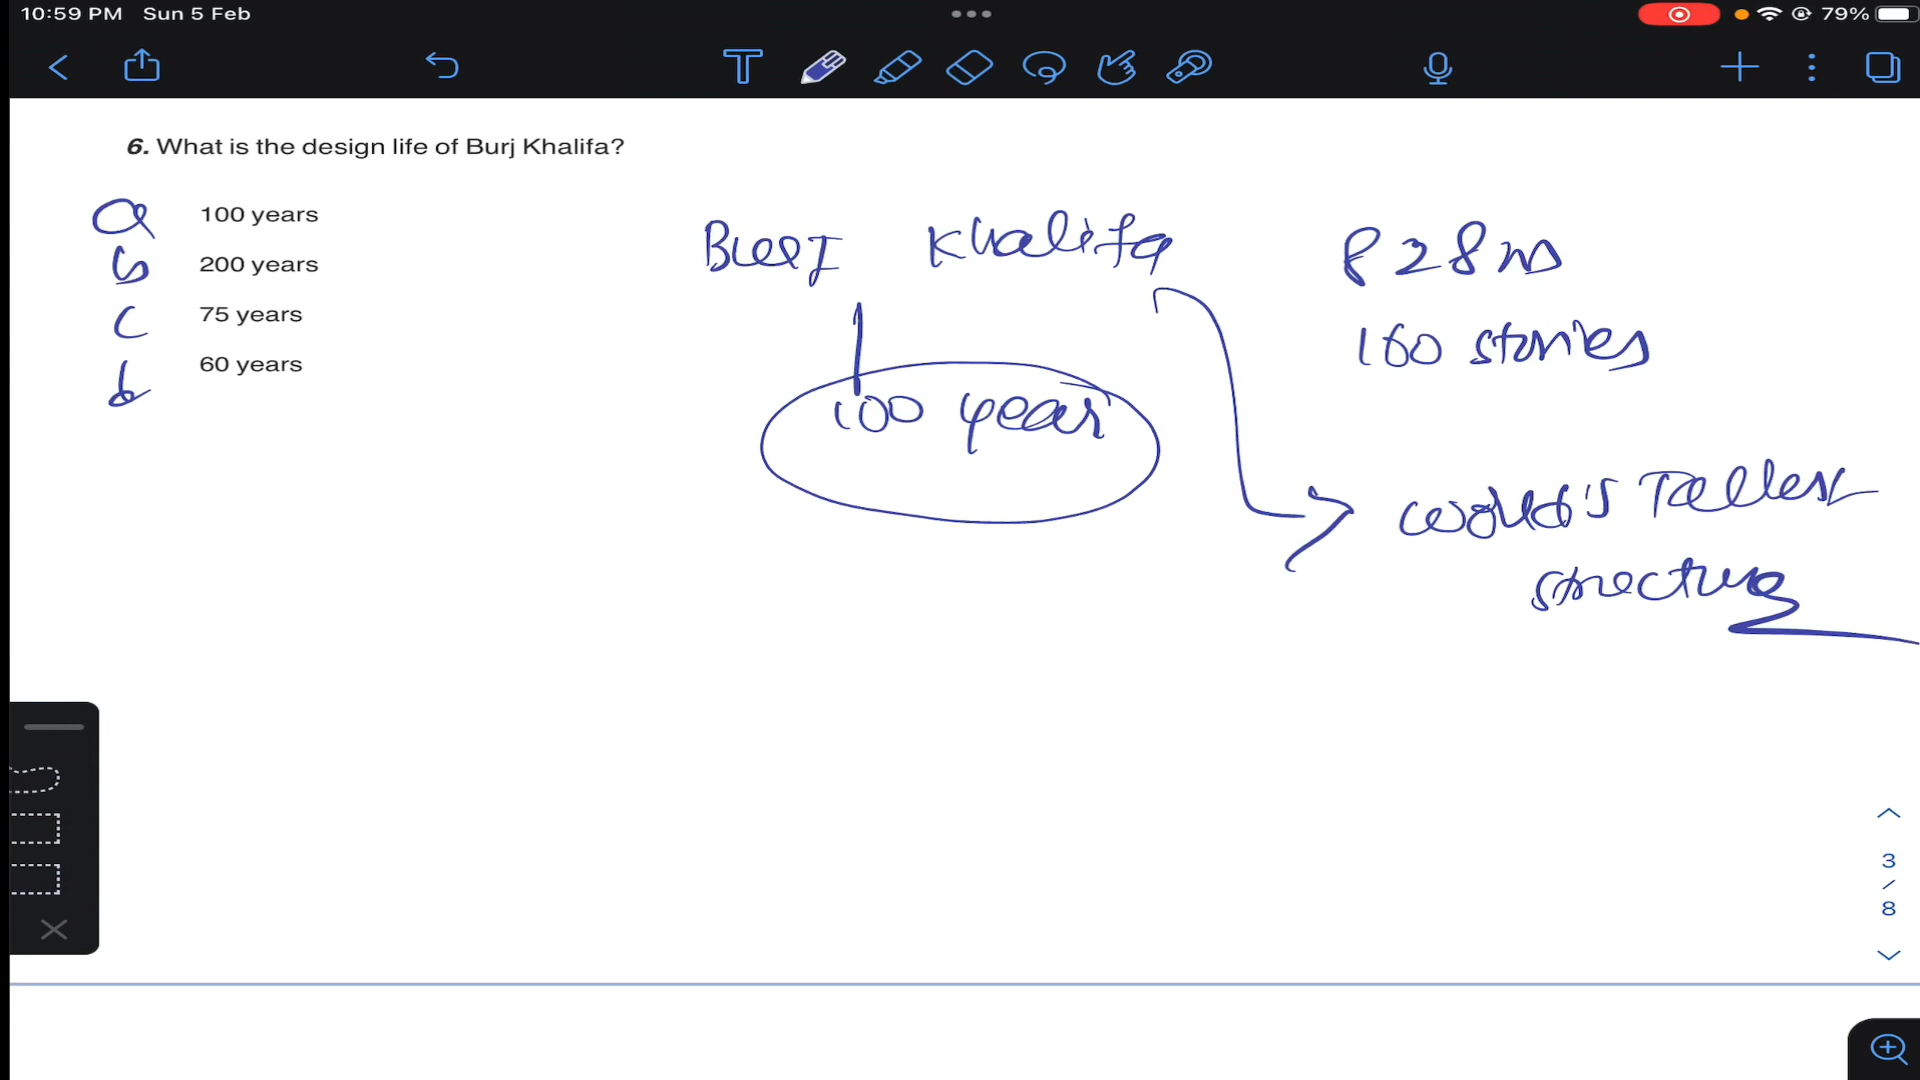 10:59 PM Sun 5 Feb
79%
T
6. What is the design life of Burj Khalifa?
a 100 years
b 200 years
c 75 years
d 60 years
Burj Khalifa
828m
160 stories
100 year
world's Tallest
structure
3
/
8